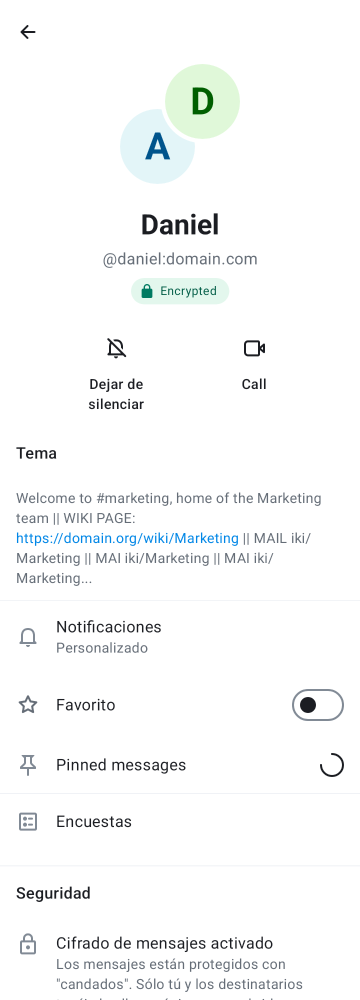 D
A
Daniel
@daniel:domain.com
Encrypted
Dejar de
silenciar
Call
Tema
Welcome to #marketing, home of the Marketing
team || WIKI PAGE:
https://domain.org/wiki/Marketing || MAIL iki/
Marketing || MAI iki/Marketing || MAI iki/
Marketing...
Notificaciones
Personalizado
Favorito
Pinned messages
Encuestas
Seguridad
Cifrado de mensajes activado
Los mensajes están protegidos con
"candados". Sólo tú y los destinatarios